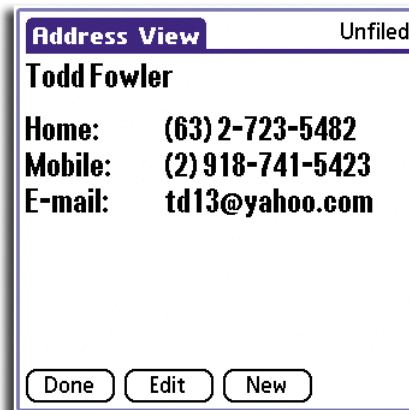 Address View Unfiled
Todd Fowler
Home: (63) 2-723-5482
Mobile: (2) 918-741-5423
E-mail: td13@yahoo.com
Done Edit New